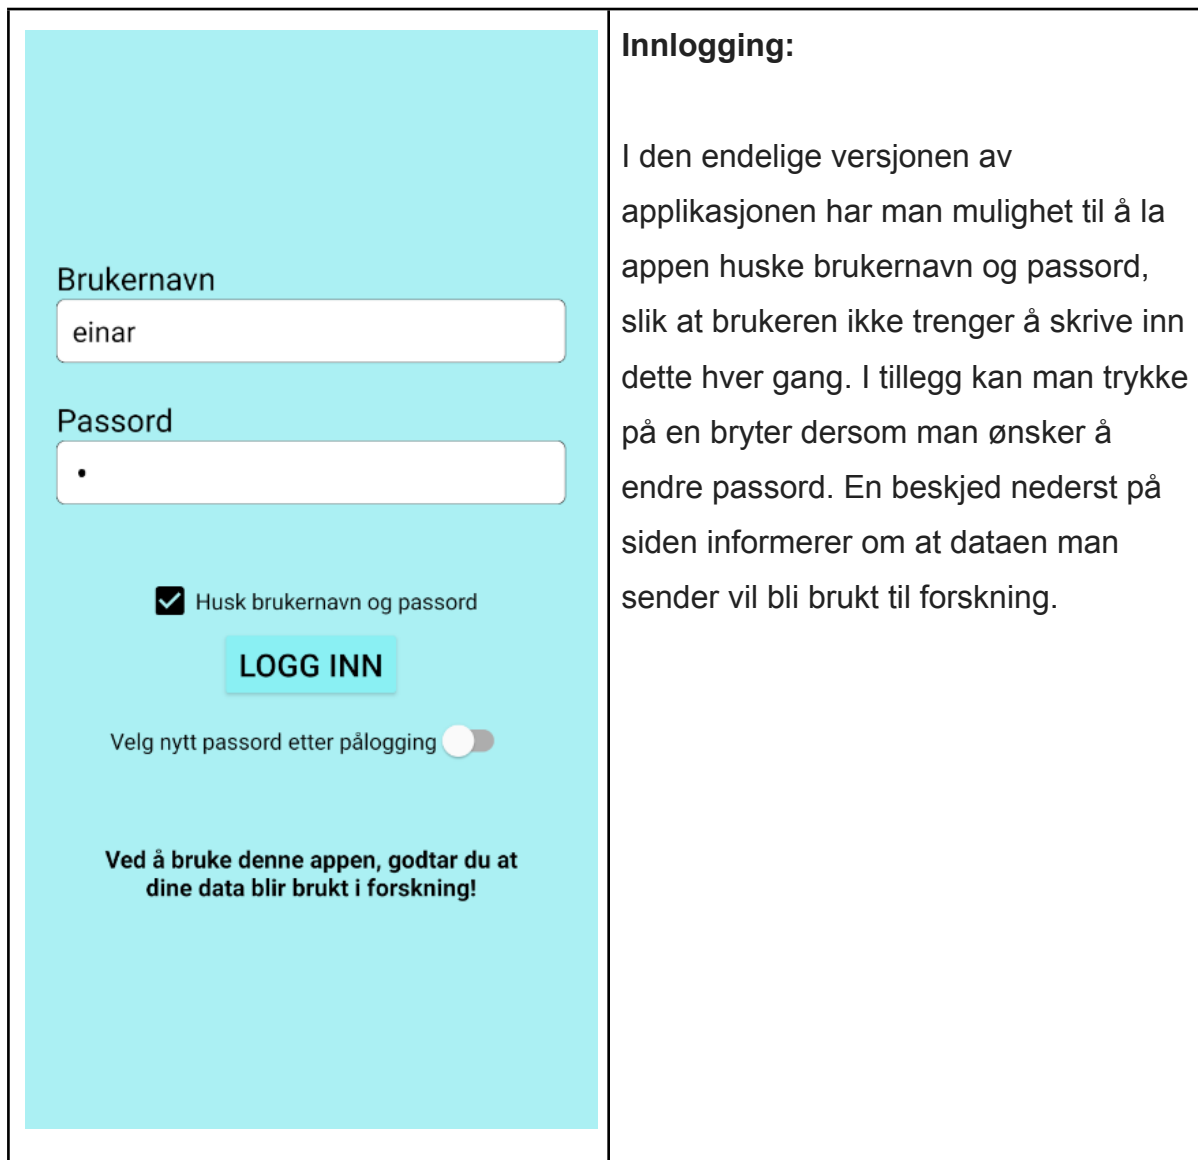 Brukernavn
einar
Passord
•
Husk brukernavn og passord
LOGG INN
Velg nytt passord etter pålogging
Ved å bruke denne appen, godtar du at
dine data blir brukt i forskning!
Innlogging:
I den endelige versjonen av
applikasjonen har man mulighet til å la
appen huske brukernavn og passord,
slik at brukeren ikke trenger å skrive inn
dette hver gang. I tillegg kan man trykke
på en bryter dersom man ønsker å
endre passord. En beskjed nederst på
siden informerer om at dataen man
sender vil bli brukt til forskning.